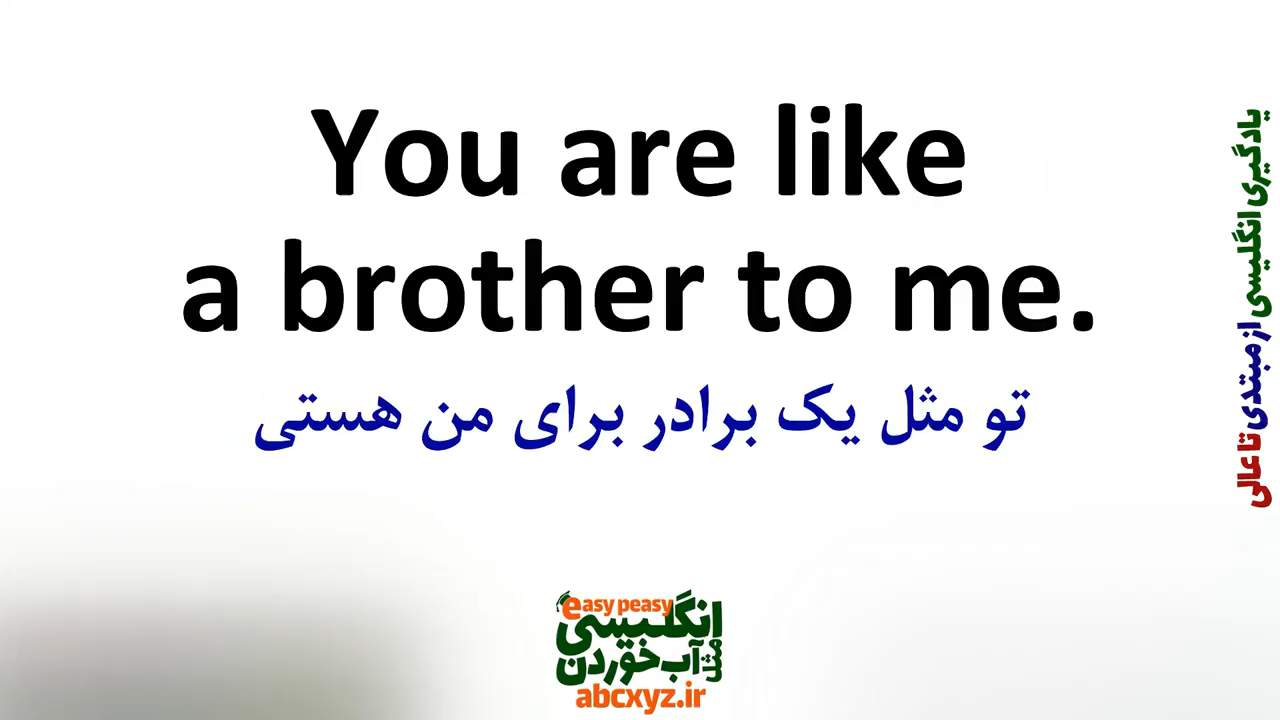 You are like
a brother to me.
تو مثل یک برادر برای من هستی
یادگیری انگلیسی از مبتدی تا عالی
easy peasy
انگلیسی
مثل آب خوردن
abcxyz.ir